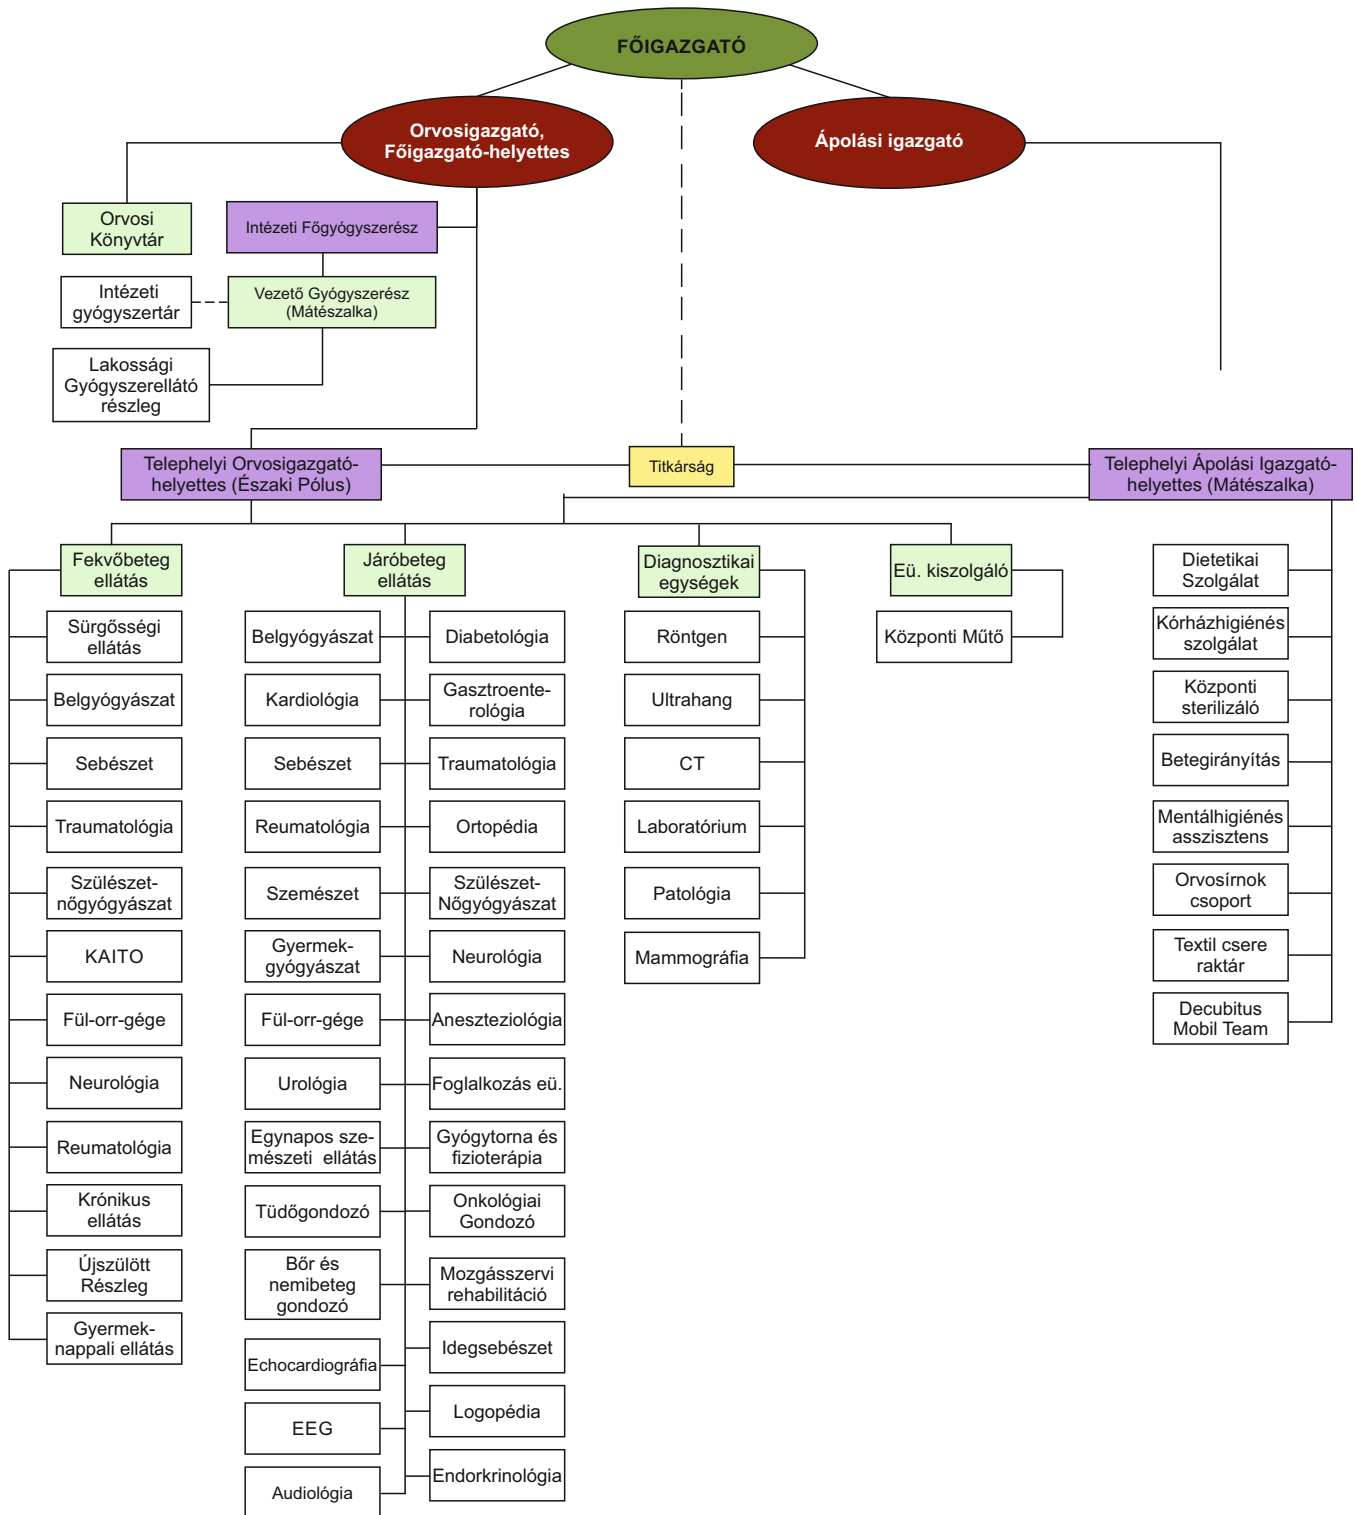 FŐIGAZGATÓ
Orvosigazgató,
Főigazgató-helyettes
Ápolási igazgató
Orvosi
Könyvtár
Intézeti Főgyógyszerész
Intézeti
gyógyszertár
Vezető Gyógyszerész
(Mátészalka)
Lakossági
Gyógyszerellátó
részleg
Telephelyi Orvosigazgató-
helyettes (Északi Pólus)
Titkárság
Telephelyi Ápolási Igazgató-
helyettes (Mátészalka)
Fekvőbeteg
ellátás
Sürgősségi
ellátás
Belgyógyászat
Sebészet
Traumatológia
Szülészet-
nőgyógyászat
KAITO
Fül-orr-gége
Neurológia
Reumatológia
Krónikus
ellátás
Újszülött
Részleg
Gyermek-
nappali ellátás
Járóbeteg
ellátás
Belgyógyászat
Diabetológia
Kardiológia
Gasztroente-
rológia
Sebészet
Traumatológia
Reumatológia
Ortopédia
Szemészet
Szülészet-
Nőgyógyászat
Gyermek-
gyógyászat
Neurológia
Fül-orr-gége
Aneszteziológia
Urológia
Foglalkozás eü.
Egynapos sze-
mészeti ellátás
Gyógytorna és
fizioterápia
Tüdőgondozó
Onkológiai
Gondozó
Bőr és
nemibeteg
gondozó
Mozgásszervi
rehabilitáció
Echocardiográfia
Idegsebészet
EEG
Logopédia
Audiológia
Endorkrinológia
Diagnosztikai
egységek
Röntgen
Ultrahang
CT
Laboratórium
Patológia
Mammográfia
Eü. kiszolgáló
Központi Műtő
Dietetikai
Szolgálat
Kórházhigiénés
szolgálat
Központi
sterilizáló
Betegirányítás
Mentálhigiénés
asszisztens
Orvosírnok
csoport
Textil csere
raktár
Decubitus
Mobil Team